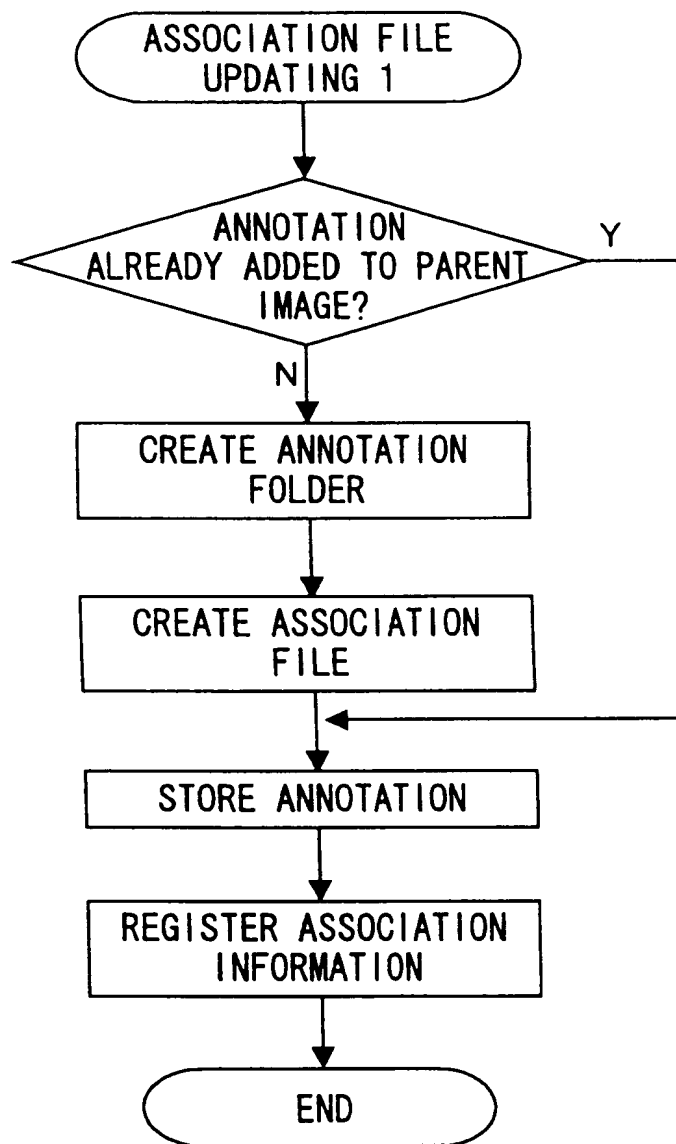 ASSOCIATION FILE
UPDATING 1
ANNOTATION
ALREADY ADDED TO PARENT
IMAGE?
Y
N
CREATE ANNOTATION
FOLDER
CREATE ASSOCIATION
FILE
STORE ANNOTATION
REGISTER ASSOCIATION
INFORMATION
END